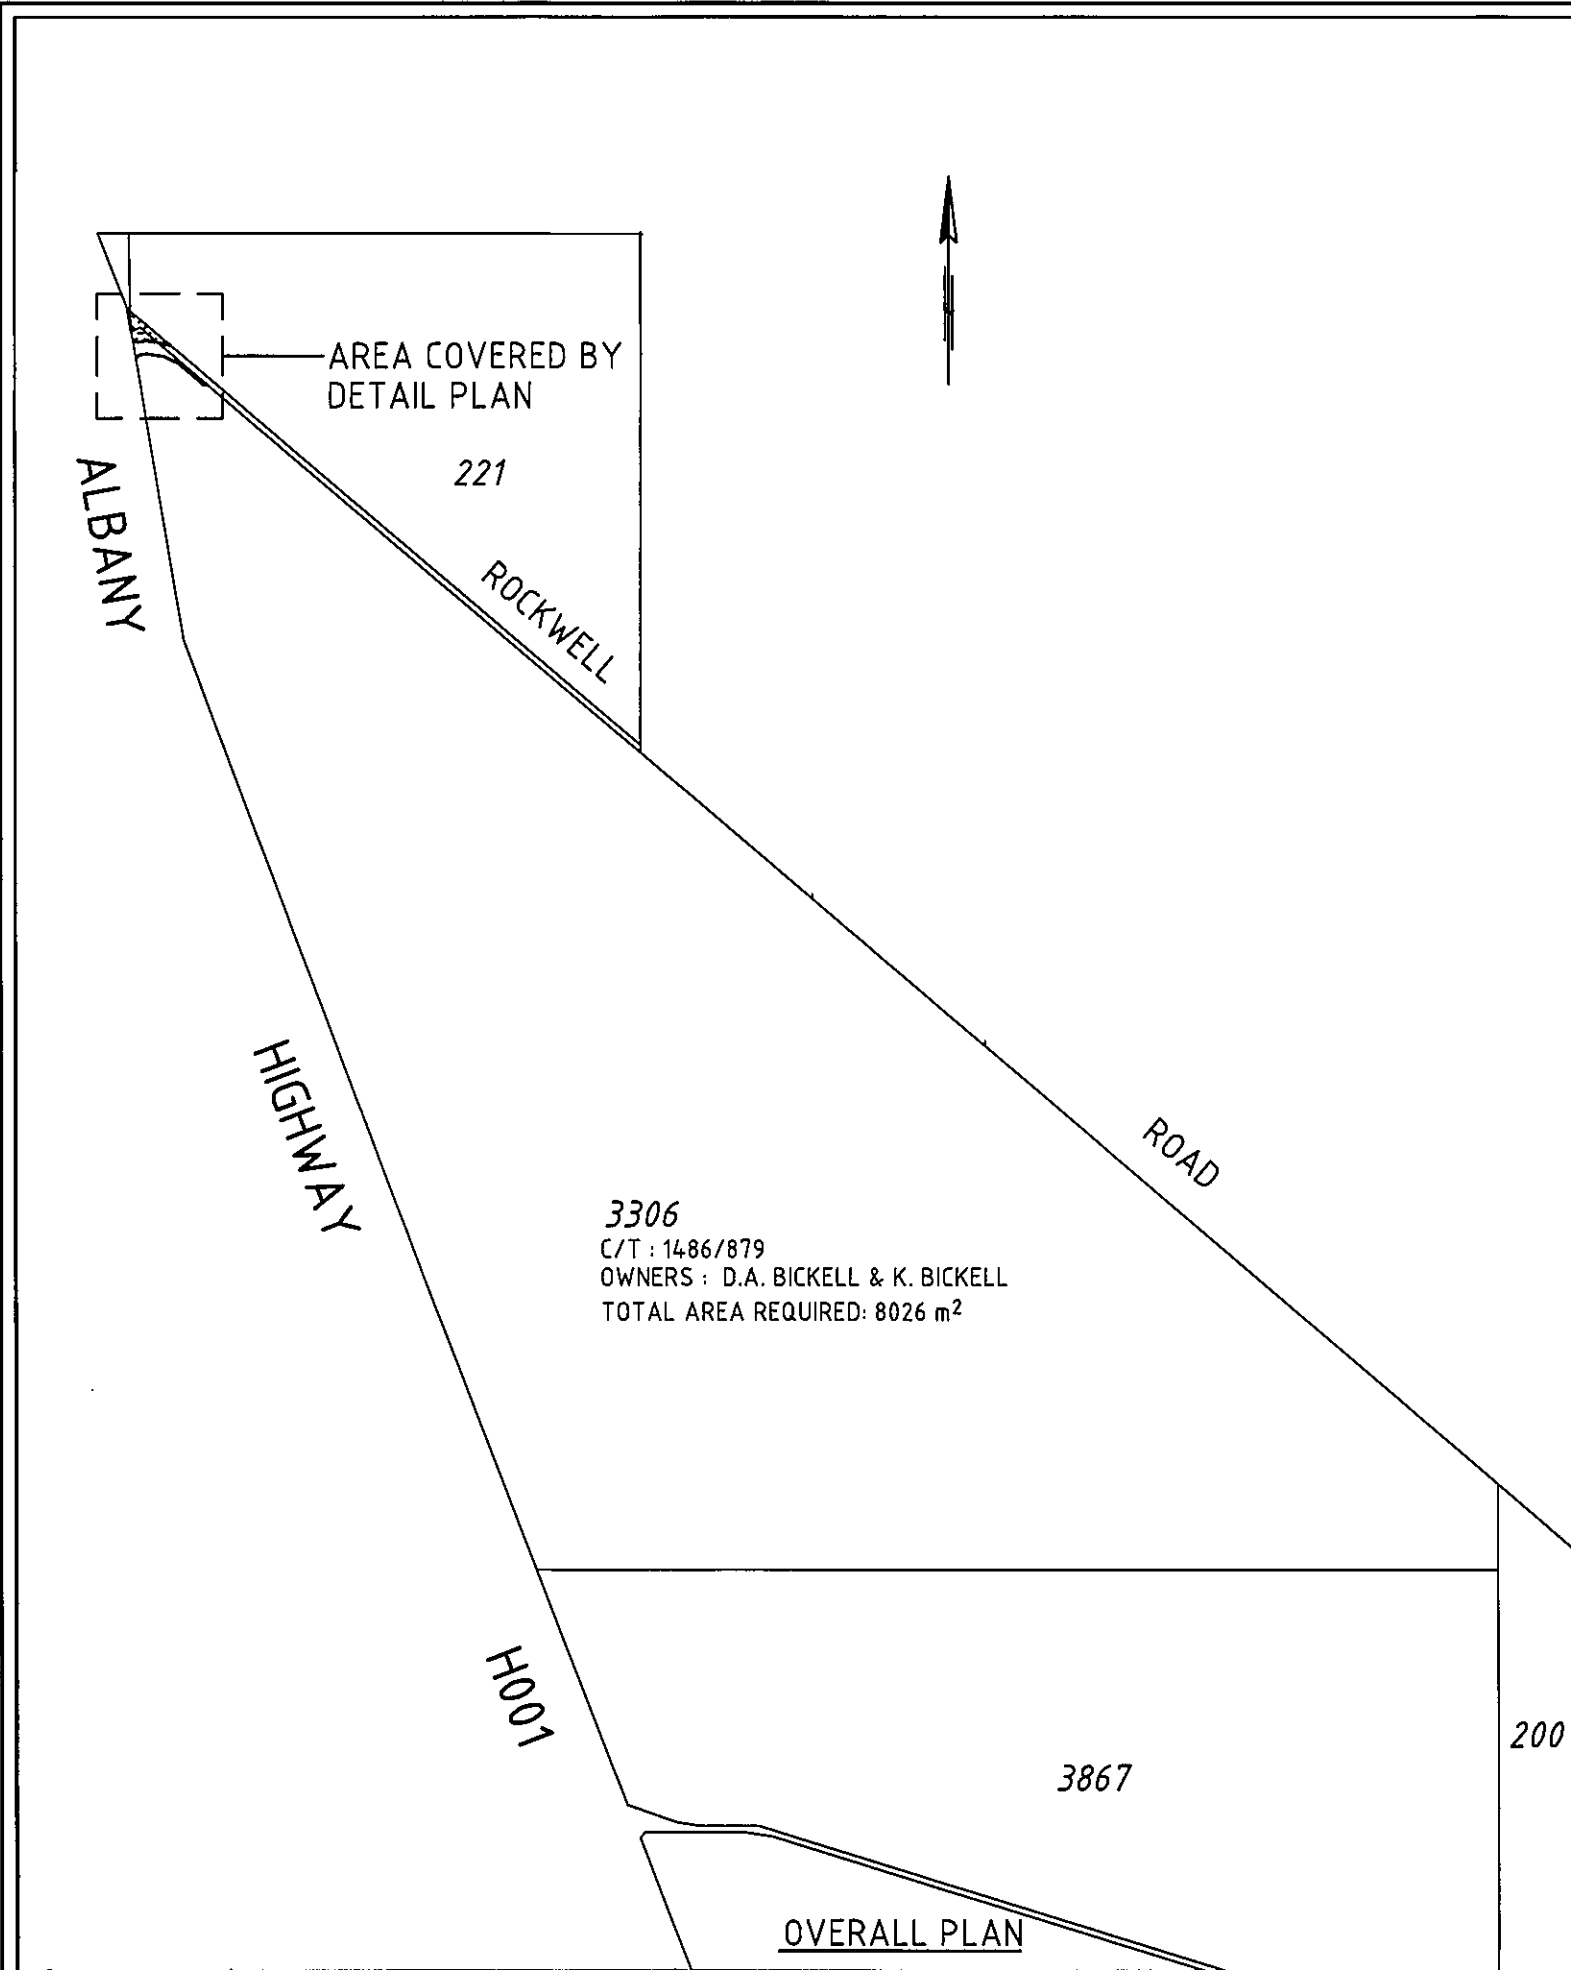 AREA COVERED BY
DETAIL PLAN
221
ALBANY
ROCKWELL
HIGHWAY
ROAD
3306
C/T : 1486/879
OWNERS : D.A. BICKELL & K. BICKELL
TOTAL AREA REQUIRED: 8026 m²
H001
200
3867
OVERALL PLAN